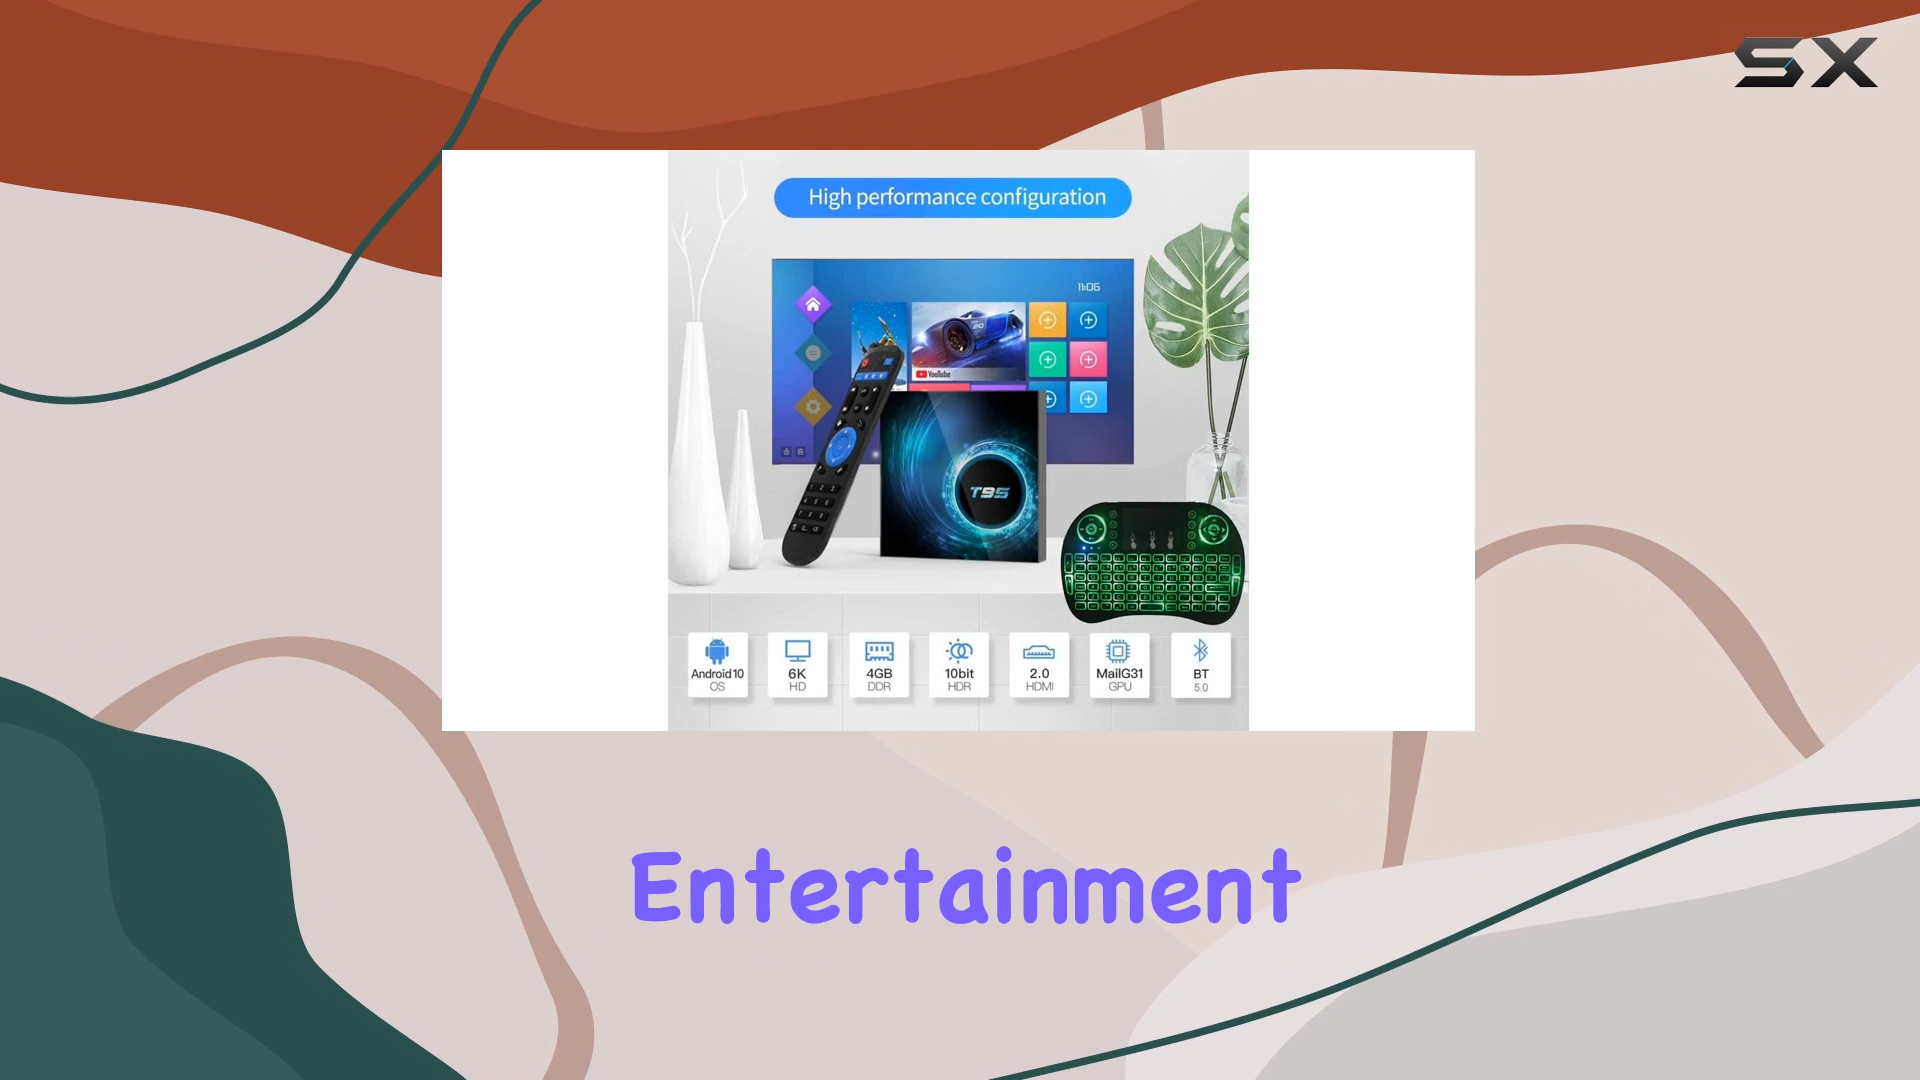 SX
High performance configuration
11:06
YouTube
T95
Android 10
OS
6K
HD
4GB
DDR
10bit
HDR
2.0
HDMI
MailG31
GPU
BT
5.0
Entertainment